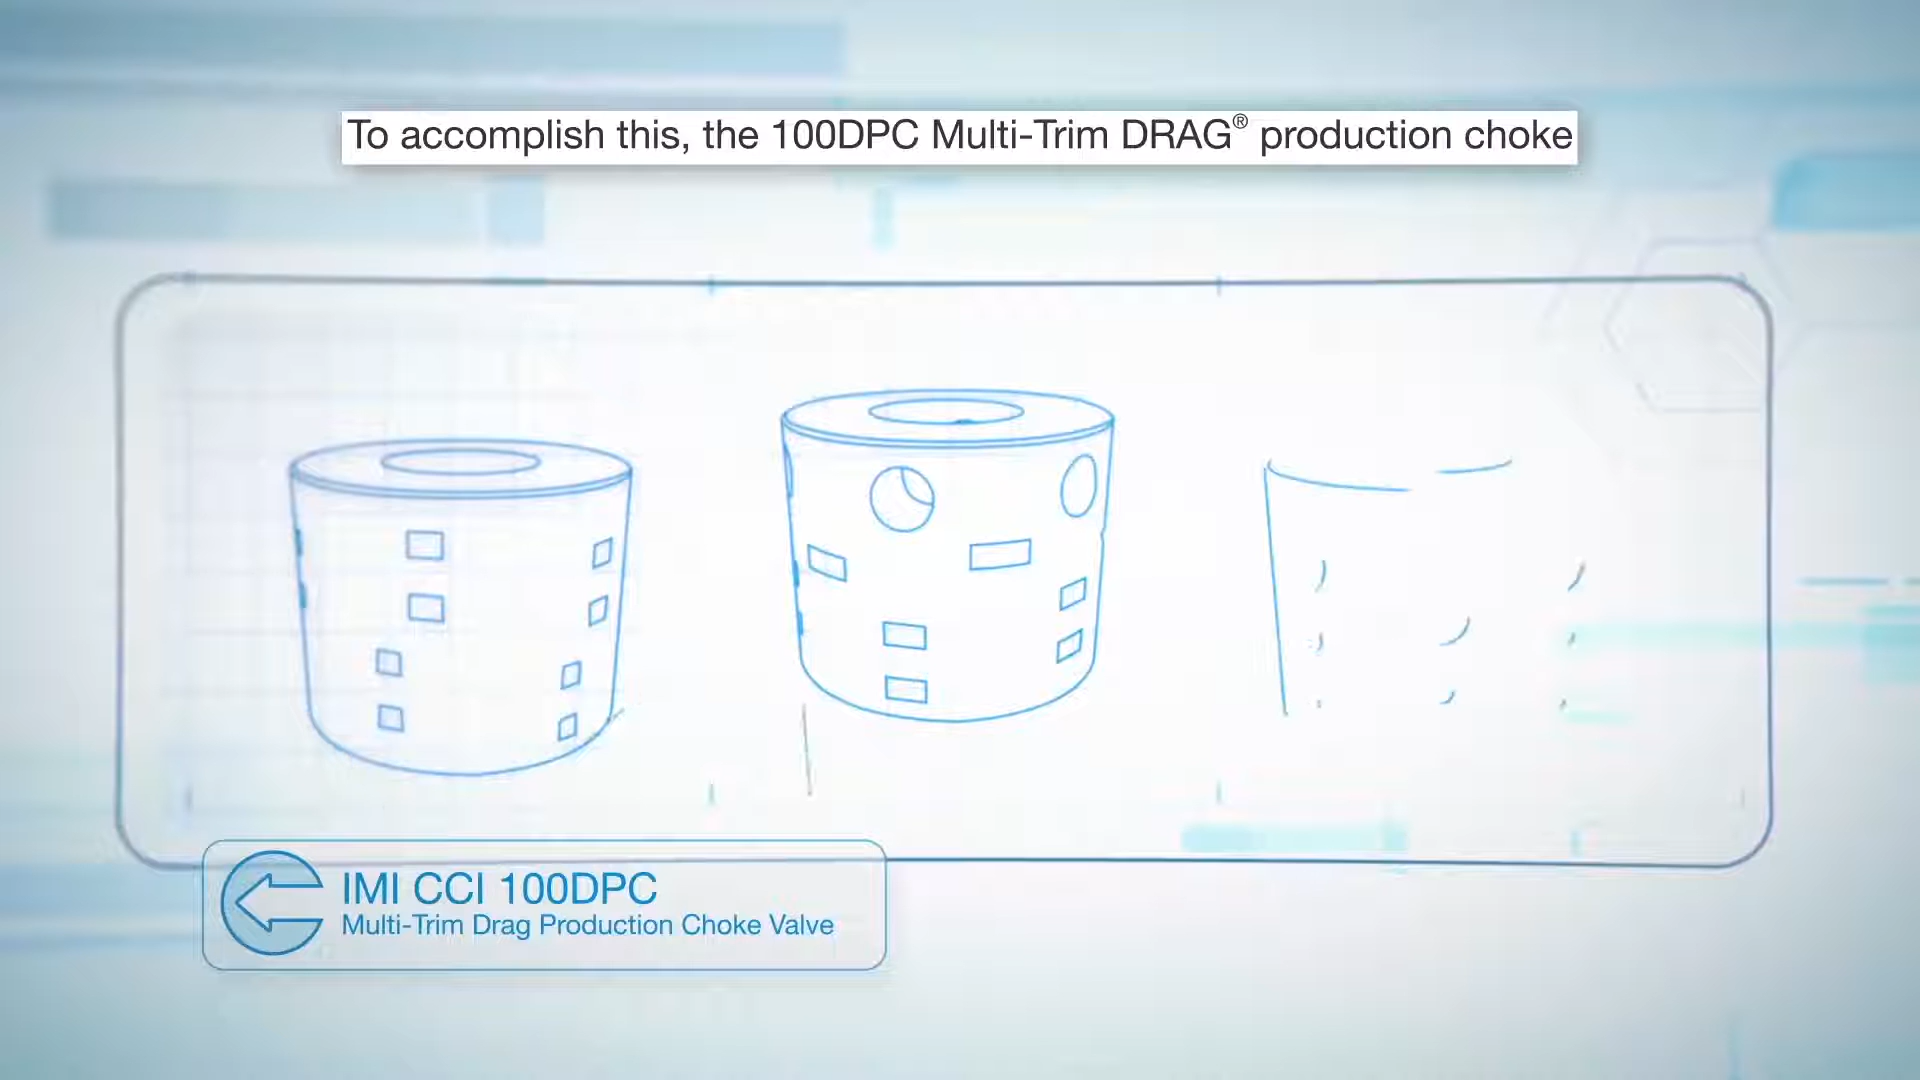 To accomplish this, the 100DPC Multi-Trim DRAG® production choke
IMI CCI 100DPC
Multi-Trim Drag Production Choke Valve